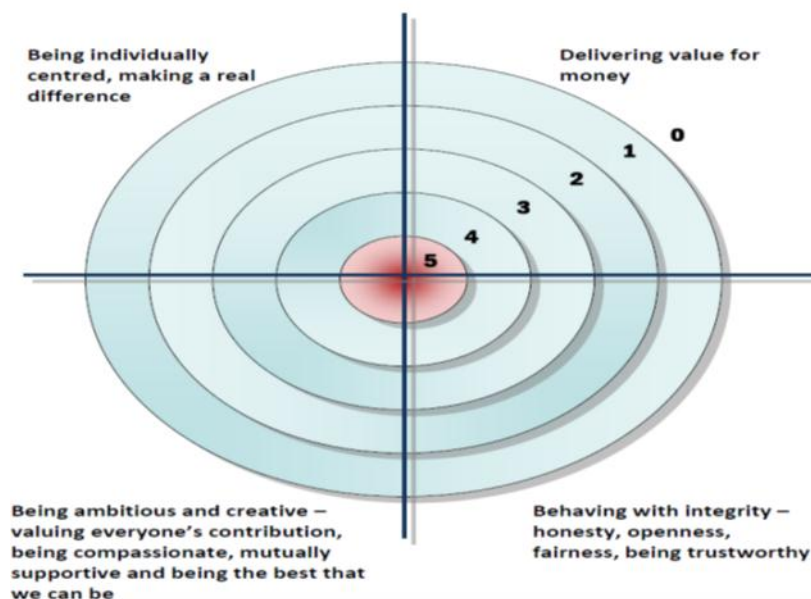 Being individually
centred, making a real
difference
Delivering value for
money
0
1
2
3
4
5
Being ambitious and creative –
valuing everyone's contribution,
being compassionate, mutually
supportive and being the best that
we can be
Behaving with integrity –
honesty, openness,
fairness, being trustworthy